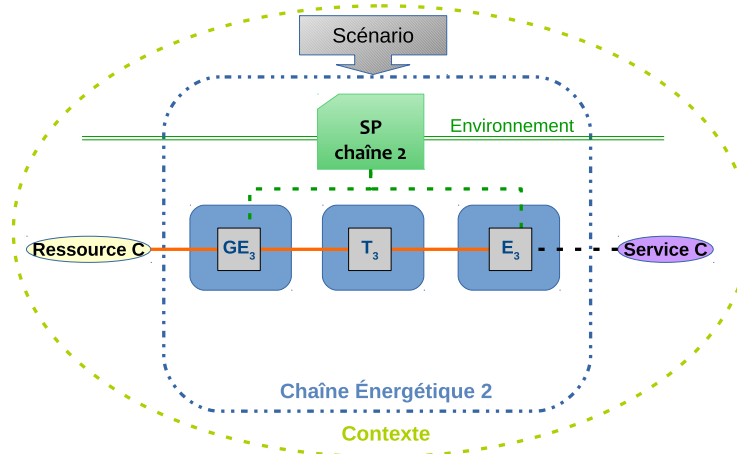 Scénario
SP
chaîne 2
Environnement
Ressource C
GE3
T3
E3
Service C
Chaîne Énergétique 2
Contexte